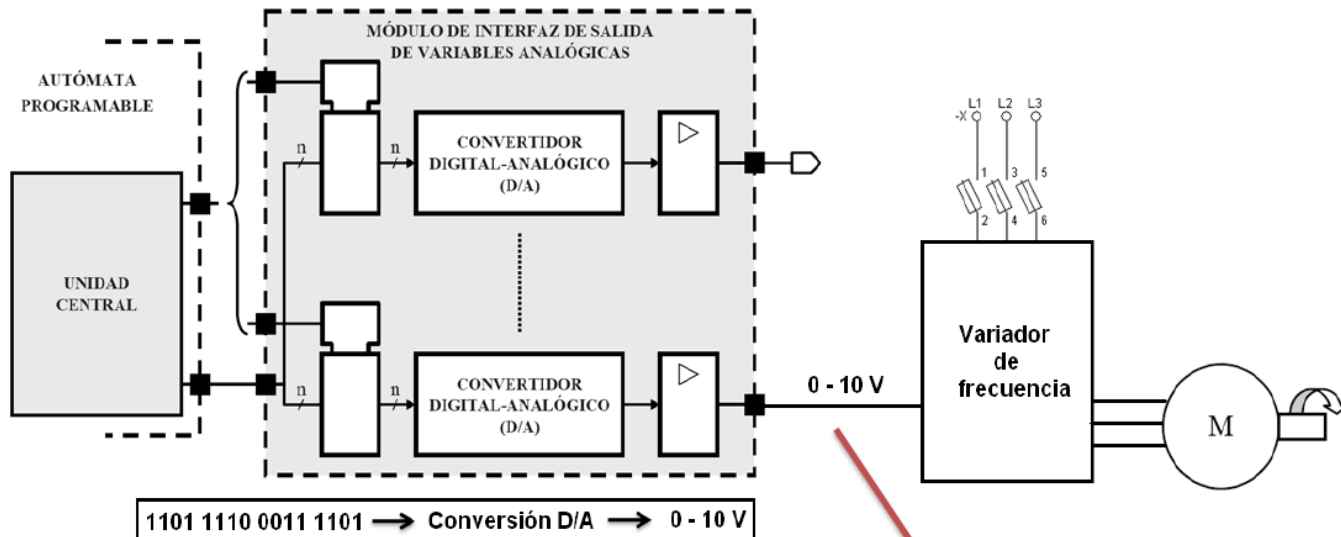 MÓDULO DE INTERFAZ DE SALIDA
DE VARIABLES ANALÓGICAS
AUTÓMATA
PROGRAMABLE
UNIDAD
CENTRAL
n
n
CONVERTIDOR
DIGITAL-ANALÓGICO
(D/A)
n
n
CONVERTIDOR
DIGITAL-ANALÓGICO
(D/A)
0 - 10 V
L1 L2 L3
-X
1 3 5
2 4 6
Variador
de
frecuencia
M
1101 1110 0011 1101 → Conversión D/A → 0 - 10 V